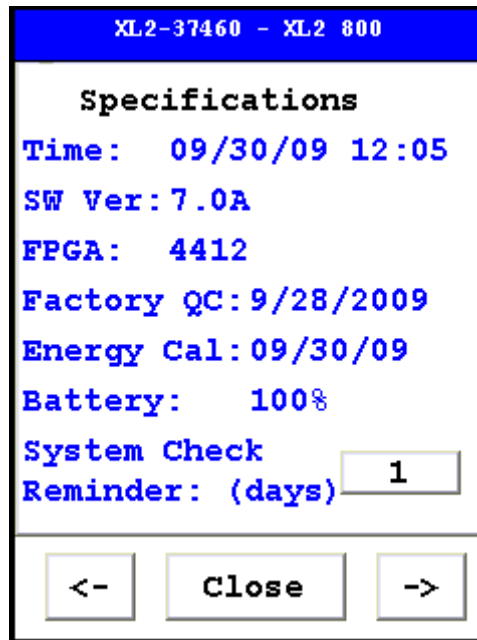 XL2-37460 - XL2 800
Specifications
Time: 09/30/09 12:05
SW Ver: 7.0A
FPGA: 4412
Factory QC: 9/28/2009
Energy Cal: 09/30/09
Battery: 100%
System Check
Reminder: (days) 1
<- Close ->